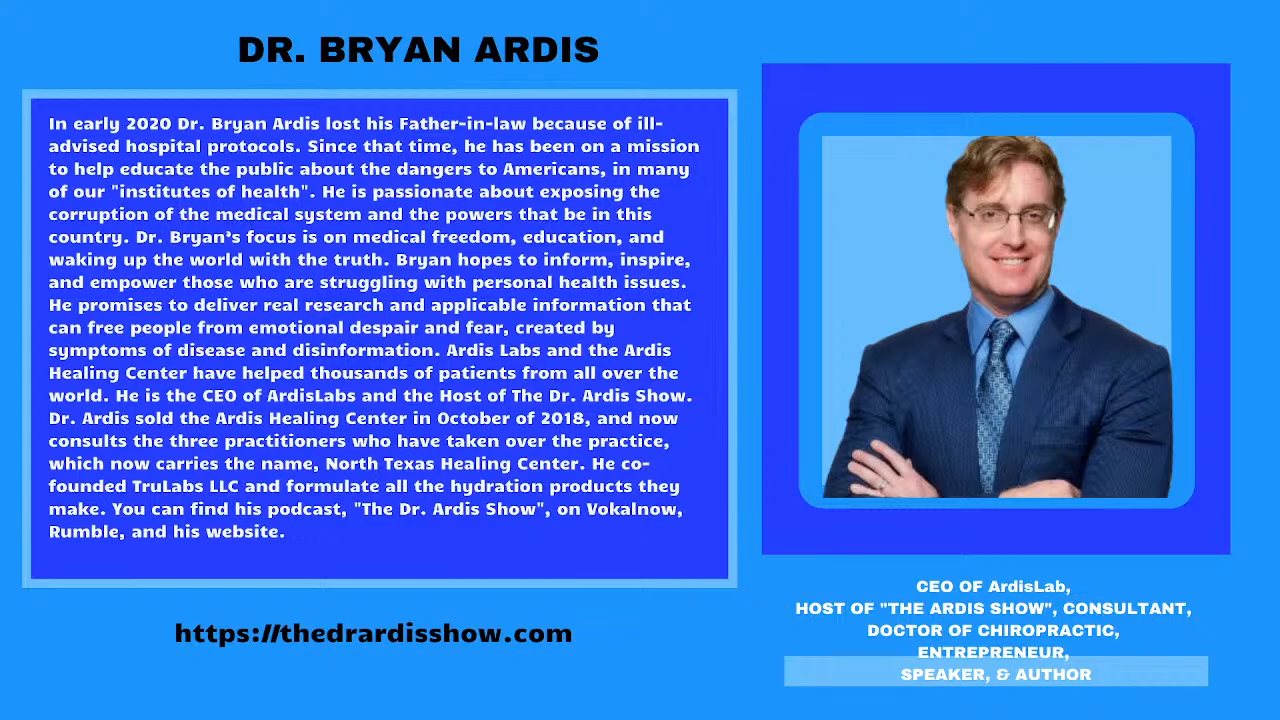 DR. BRYAN ARDIS
In early 2020 Dr. Bryan Ardis lost his Father-in-law because of ill-
advised hospital protocols. Since that time, he has been on a mission
to help educate the public about the dangers to Americans, in many
of our "institutes of health". He is passionate about exposing the
corruption of the medical system and the powers that be in this
country. Dr. Bryan's focus is on medical freedom, education, and
waking up the world with the truth. Bryan hopes to inform, inspire,
and empower those who are struggling with personal health issues.
He promises to deliver real research and applicable information that
can free people from emotional despair and fear, created by
symptoms of disease and disinformation. Ardis Labs and the Ardis
Healing Center have helped thousands of patients from all over the
world. He is the CEO of ArdisLabs and the Host of The Dr. Ardis Show.
Dr. Ardis sold the Ardis Healing Center in October of 2018, and now
consults the three practitioners who have taken over the practice,
which now carries the name, North Texas Healing Center. He co-
founded TruLabs LLC and formulate all the hydration products they
make. You can find his podcast, "The Dr. Ardis Show", on Vokalnow,
Rumble, and his website.
https://thedrardisshow.com
CEO OF ArdisLab,
HOST OF "THE ARDIS SHOW", CONSULTANT,
DOCTOR OF CHIROPRACTIC,
ENTREPRENEUR,
SPEAKER, & AUTHOR